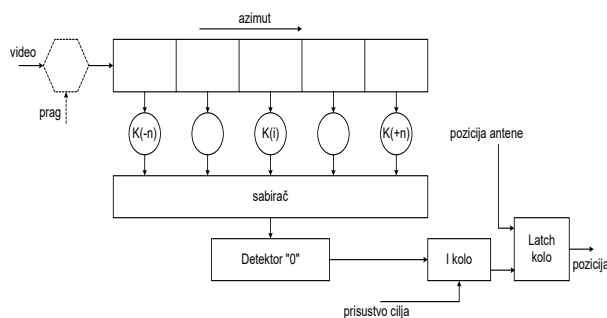 azimut
video
prag
K(-n)
K(i)
K(+n)
pozicija antene
sabirač
Detektor "0"
I kolo
Latch
kolo
pozicija
prisustvo cilja